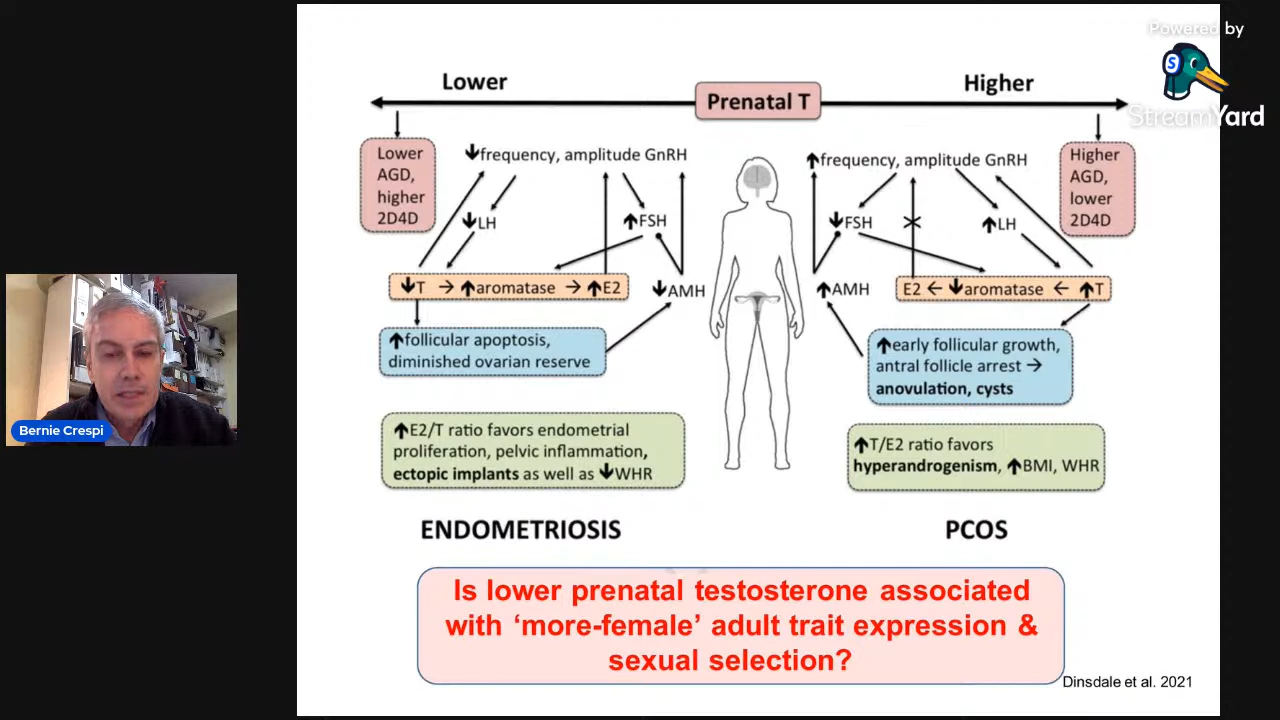 Powered by
StreamYard
Lower
Prenatal T
Higher
Lower
AGD,
higher
2D4D
↓frequency, amplitude GnRH
↓LH
↑FSH
↓T → ↑aromatase → ↑E2
↓AMH
↑follicular apoptosis,
diminished ovarian reserve
↑E2/T ratio favors endometrial
proliferation, pelvic inflammation,
ectopic implants as well as ↓WHR
ENDOMETRIOSIS
↑frequency, amplitude GnRH
Higher
AGD,
lower
2D4D
↓FSH
↑LH
↑AMH
E2 ← ↓aromatase ← ↑T
↑early follicular growth,
antral follicle arrest →
anovulation, cysts
↑T/E2 ratio favors
hyperandrogenism, ↑BMI, WHR
PCOS
Is lower prenatal testosterone associated
with ‘more-female’ adult trait expression &
sexual selection?
Dinsdale et al. 2021
Bernie Crespi